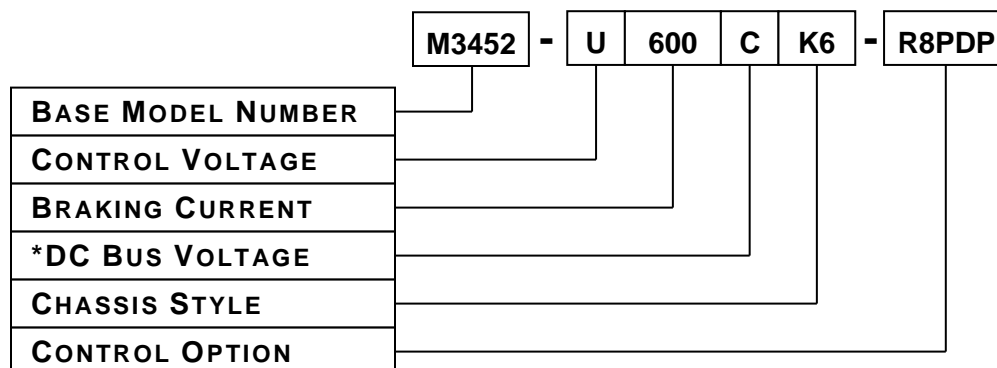 M3452 - U 600 C K6 - R8PDP
BASE MODEL NUMBER
CONTROL VOLTAGE
BRAKING CURRENT
*DC BUS VOLTAGE
CHASSIS STYLE
CONTROL OPTION